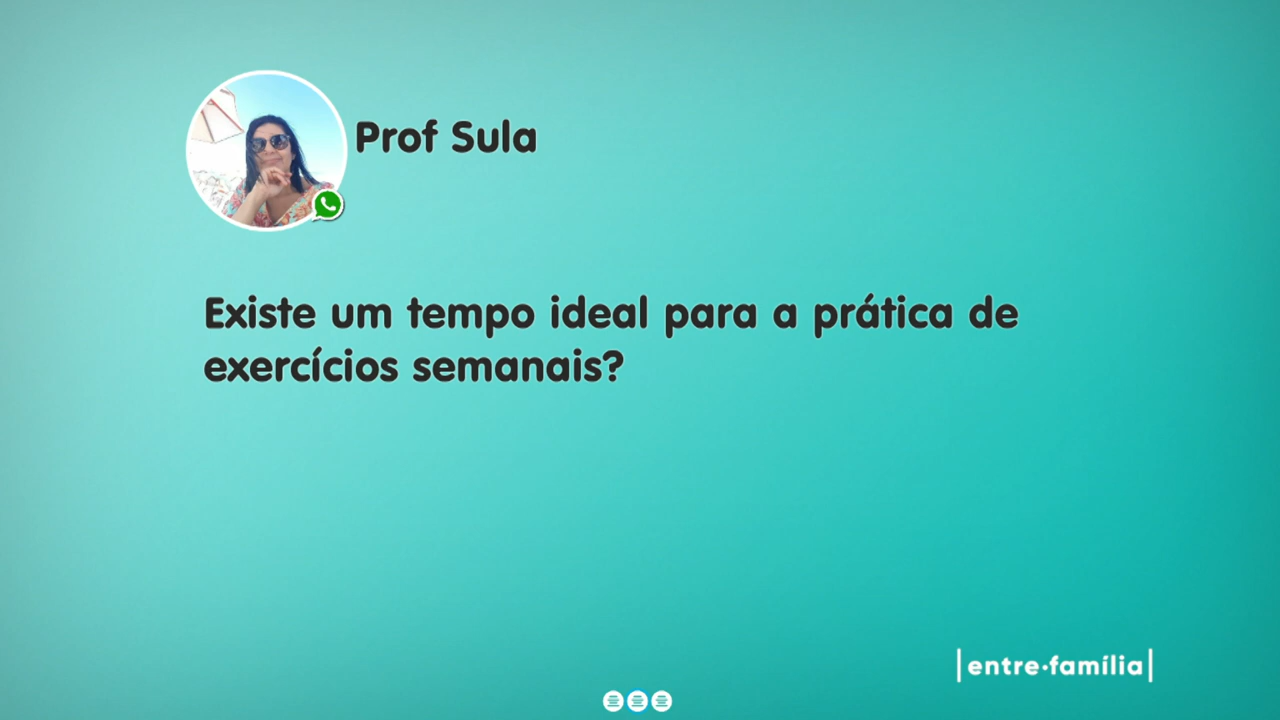 Prof Sula
Existe um tempo ideal para a prática de
exercícios semanais?
|entre·família|